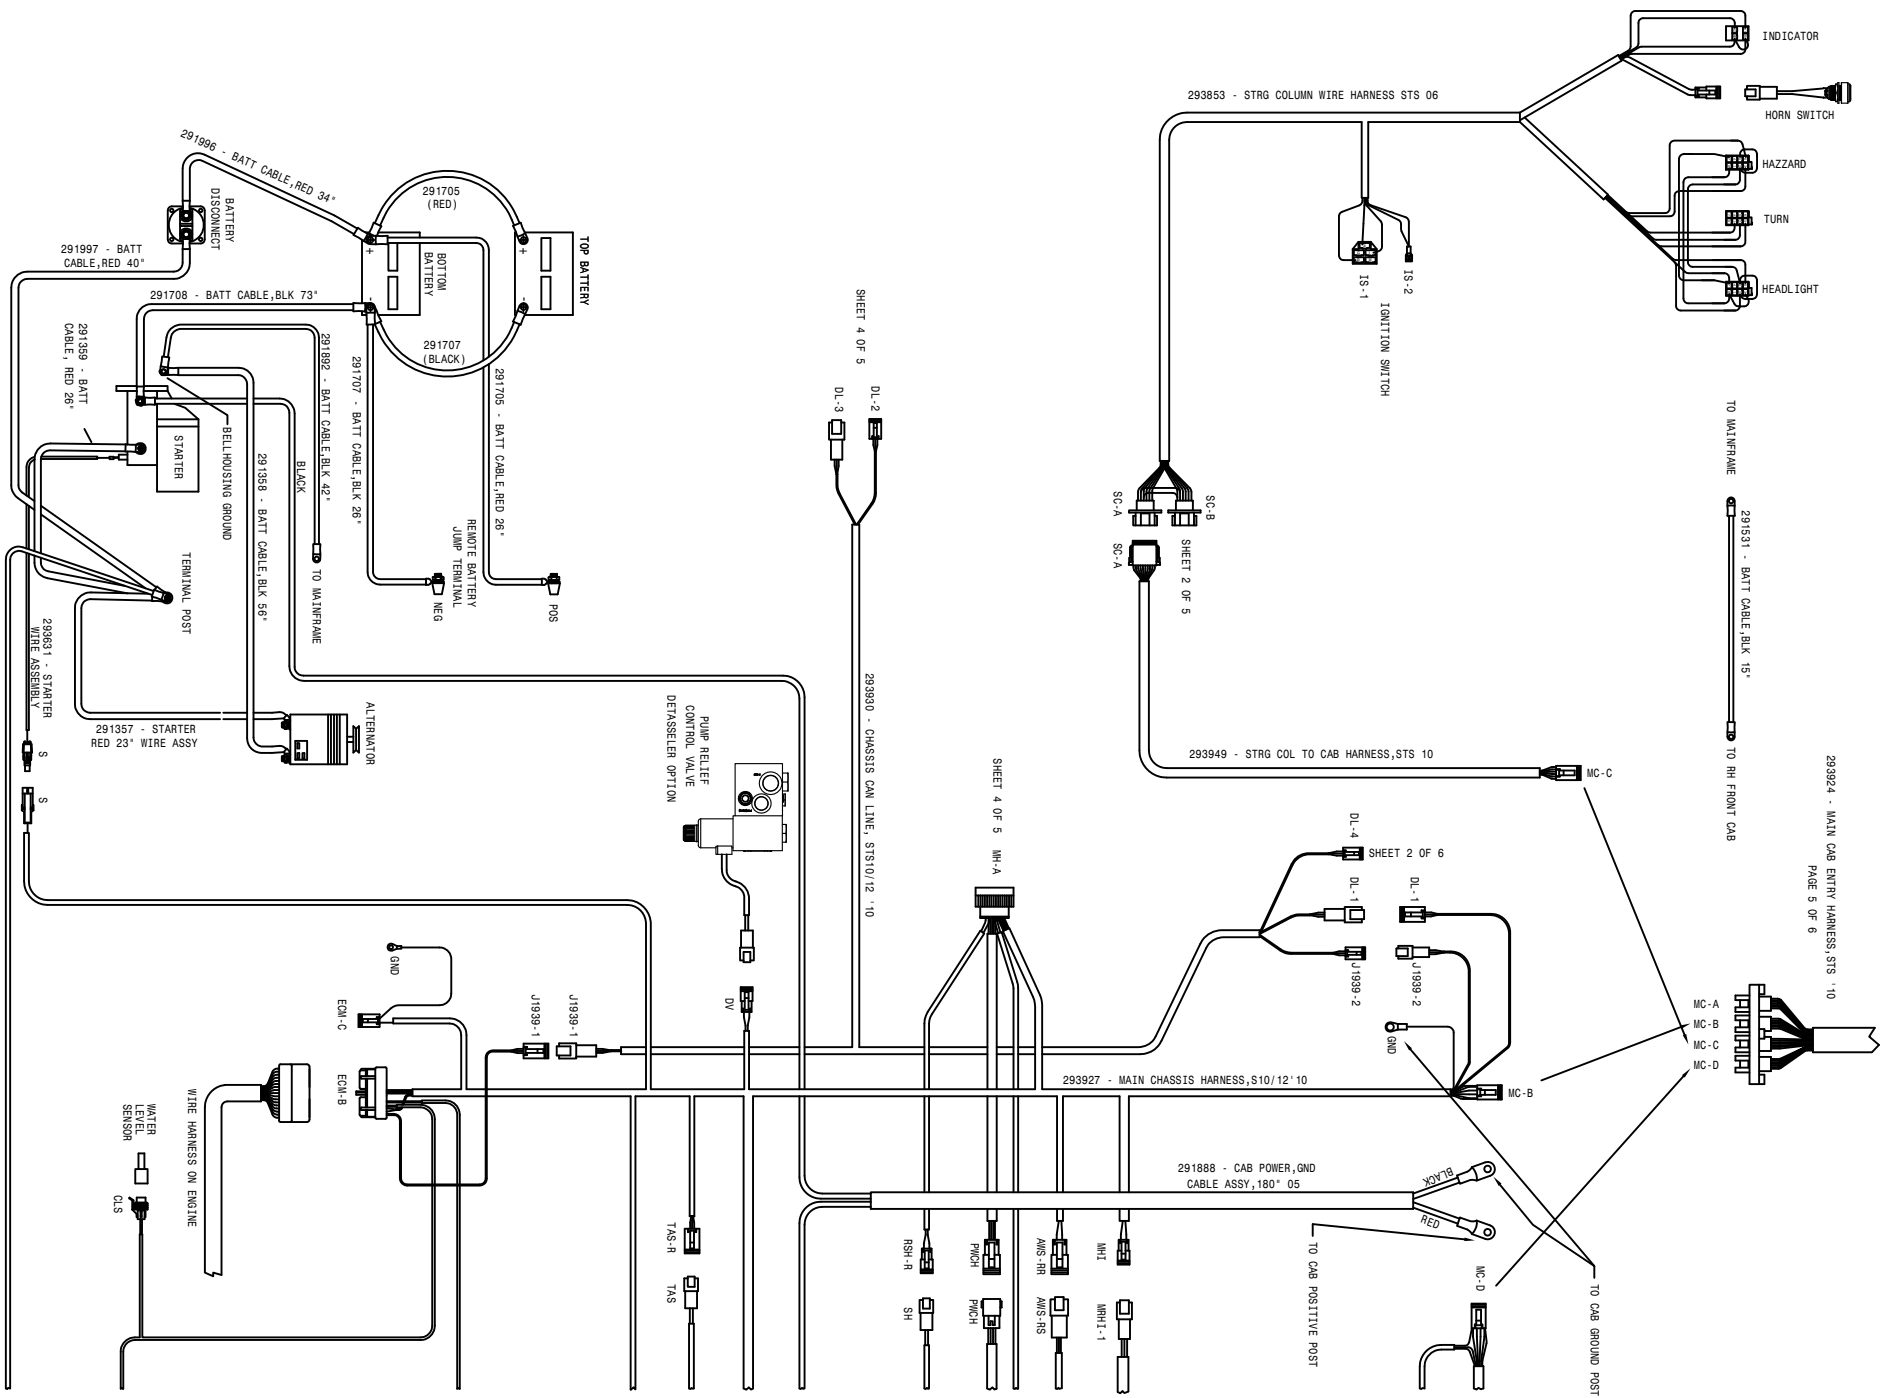 INDICATOR
293853 - STRG COLUMN WIRE HARNESS STS 06
HORN SWITCH
HAZZARD
TURN
HEADLIGHT
IS-2
IS-1
IGNITION SWITCH
291996 - BATT CABLE,RED 34"
BATTERY
DISCONNECT
291997 - BATT
CABLE,RED 40"
291705
(RED)
TOP BATTERY
+
-
BOTTOM
BATTERY
+
-
291708 - BATT CABLE,BLK 73"
291707
(BLACK)
291359 - BATT
CABLE, RED 26"
291892 - BATT CABLE,BLK 42"
291707 - BATT CABLE,BLK 26"
291705 - BATT CABLE,RED 26"
STARTER
BELLHOUSING GROUND
291358 - BATT CABLE,BLK 56"
BLACK
TO MAINFRAME
REMOTE BATTERY
JUMP TERMINAL
NEG
POS
TERMINAL POST
293631 - STARTER
WIRE ASSEMBLY
291357 - STARTER
RED 23" WIRE ASSY
ALTERNATOR
S
S
SHEET 4 OF 5
DL-3
DL-2
SC-A
SC-B
SC-A
SHEET 2 OF 5
TO MAINFRAME
291531 - BATT CABLE,BLK 15"
TO RH FRONT CAB
293930 - CHASSIS CAN LINE, STS10/12 '10
PUMP RELIEF
CONTROL VALVE
DETASSELER OPTION
293949 - STRG COL TO CAB HARNESS,STS 10
MC-C
293924 - MAIN CAB ENTRY HARNESS,STS '10
PAGE 5 OF 6
SHEET 4 OF 5 MH-A
DL-4
SHEET 2 OF 6
DL-1
DL-1
J1939-2
J1939-2
GND
MC-A
MC-B
MC-C
MC-D
GND
ECM-C
J1939-1
J1939-1
DV
ECM-B
293927 - MAIN CHASSIS HARNESS,S10/12'10
MC-B
WIRE HARNESS ON ENGINE
WATER
LEVEL
SENSOR
CLS
291888 - CAB POWER,GND
CABLE ASSY,180" 05
BLACK
RED
TAS-R
TAS
RSH-R
SH
PWCH
PWCH
AWS-RR
AWS-RS
MHI
MRHI-1
TO CAB POSITIVE POST
MC-D
TO CAB GROUND POST